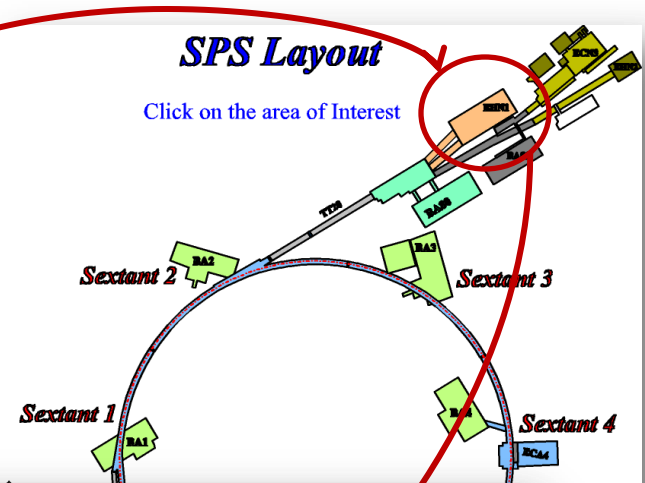 SPS Layout
Click on the area of Interest
ECN3
EHN1
BA80
TT20
BA2
BA3
Sextant 2
Sextant 3
Sextant 1
BA1
Sextant 4
ECA4